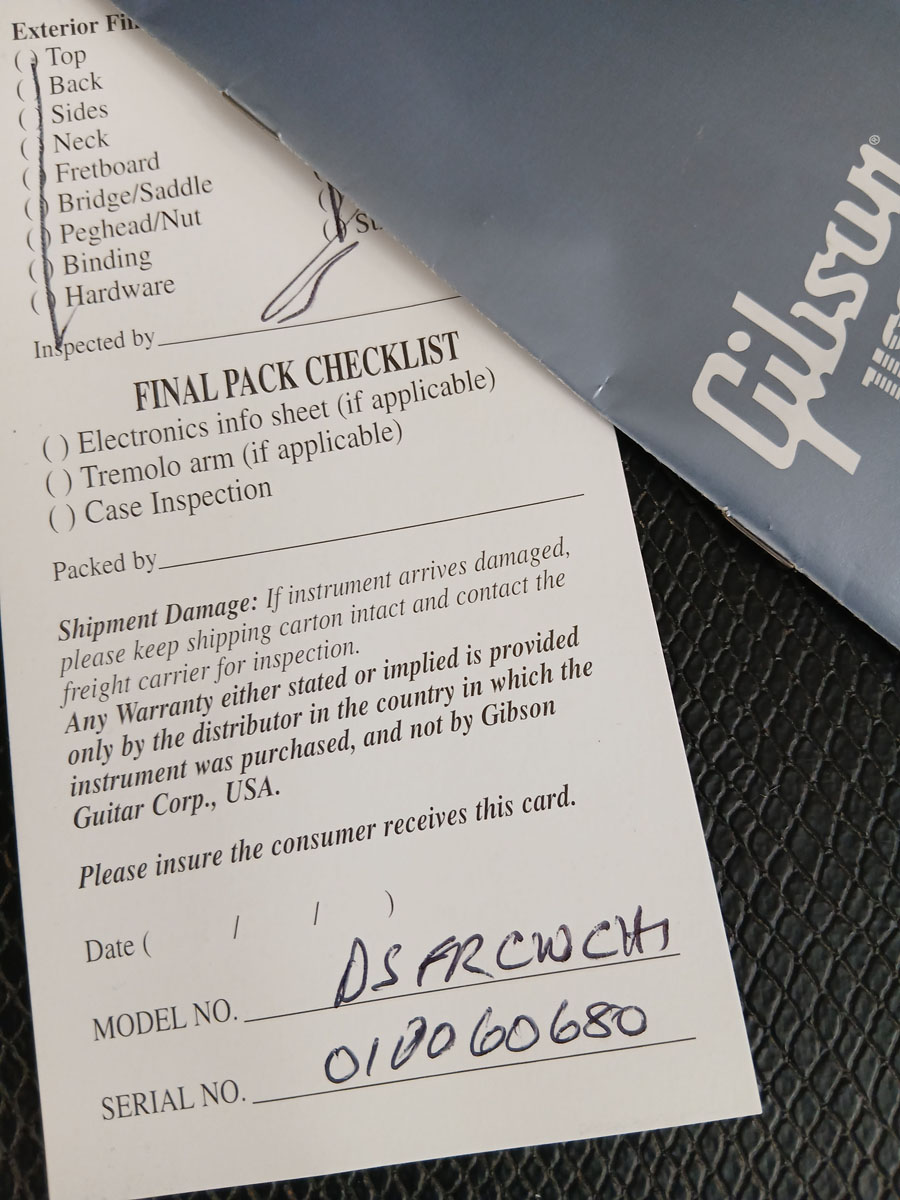 Exterior Fin
( ) Top
( ) Back
( ) Sides
( ) Neck
( ) Fretboard
( ) Bridge/Saddle
( ) Peghead/Nut
( ) Binding
( ) Hardware
Inspected by
FINAL PACK CHECKLIST
( ) Electronics info sheet (if applicable)
( ) Tremolo arm (if applicable)
( ) Case Inspection
Packed by
Shipment Damage: If instrument arrives damaged,
please keep shipping carton intact and contact the
freight carrier for inspection.
Any Warranty either stated or implied is provided
only by the distributor in the country in which the
instrument was purchased, and not by Gibson
Guitar Corp., USA.
Please insure the consumer receives this card.
Date ( / / )
MODEL NO. DSFRCWCH1
SERIAL NO. 010060680
Gibson®